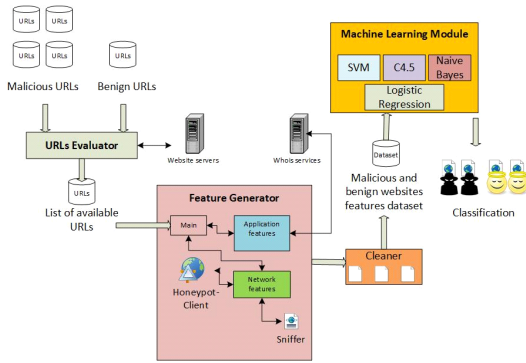 URLs
URLs
URLs
URLs
URLs
Malicious URLs
Benign URLs
URLs Evaluator
Website servers
Whois services
URLs
List of available
URLs
Feature Generator
Main
Application
features
Honeypot-
Client
Network
features
Sniffer
Machine Learning Module
SVM
C4.5
Naive
Bayes
Logistic
Regression
Dataset
Malicious and
benign websites
features dataset
Classification
Cleaner